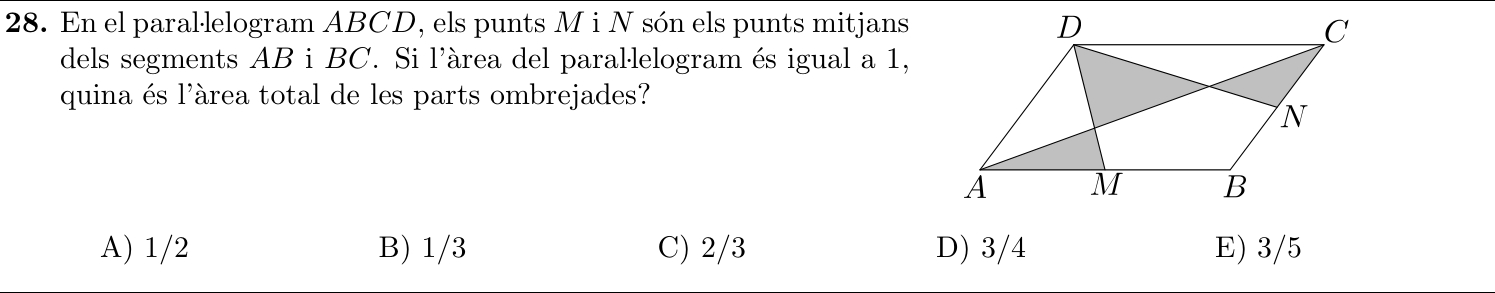 28. En el paral·lelogram ABCD, els punts M i N són els punts mitjans
dels segments AB i BC. Si l'àrea del paral·lelogram és igual a 1,
quina és l'àrea total de les parts ombrejades?
D
C
N
A
M
B
A) 1/2 B) 1/3 C) 2/3 D) 3/4 E) 3/5